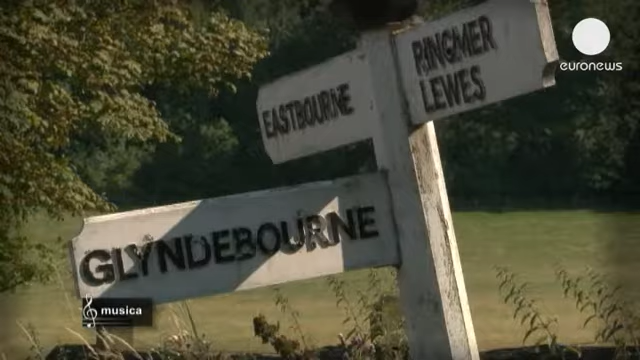 euronews
RINGMER
LEWES
EASTBOURNE
GLYNDEBOURNE
musica